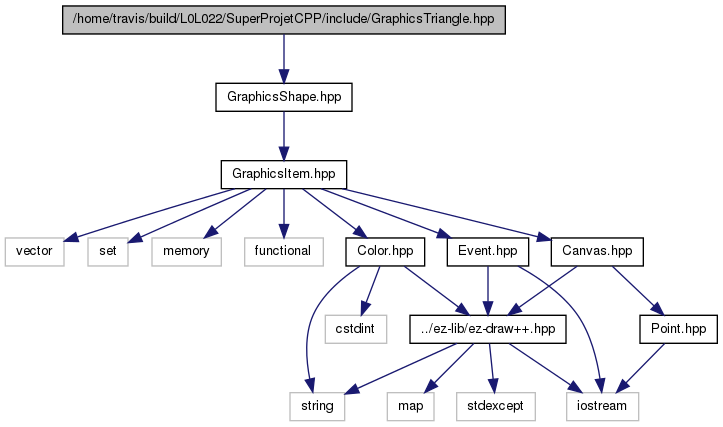 /home/travis/build/L0L022/SuperProjetCPP/include/GraphicsTriangle.hpp
GraphicsShape.hpp
GraphicsItem.hpp
vector
set
memory
functional
Color.hpp
Event.hpp
Canvas.hpp
cstdint
../ez-lib/ez-draw++.hpp
Point.hpp
string
map
stdexcept
iostream